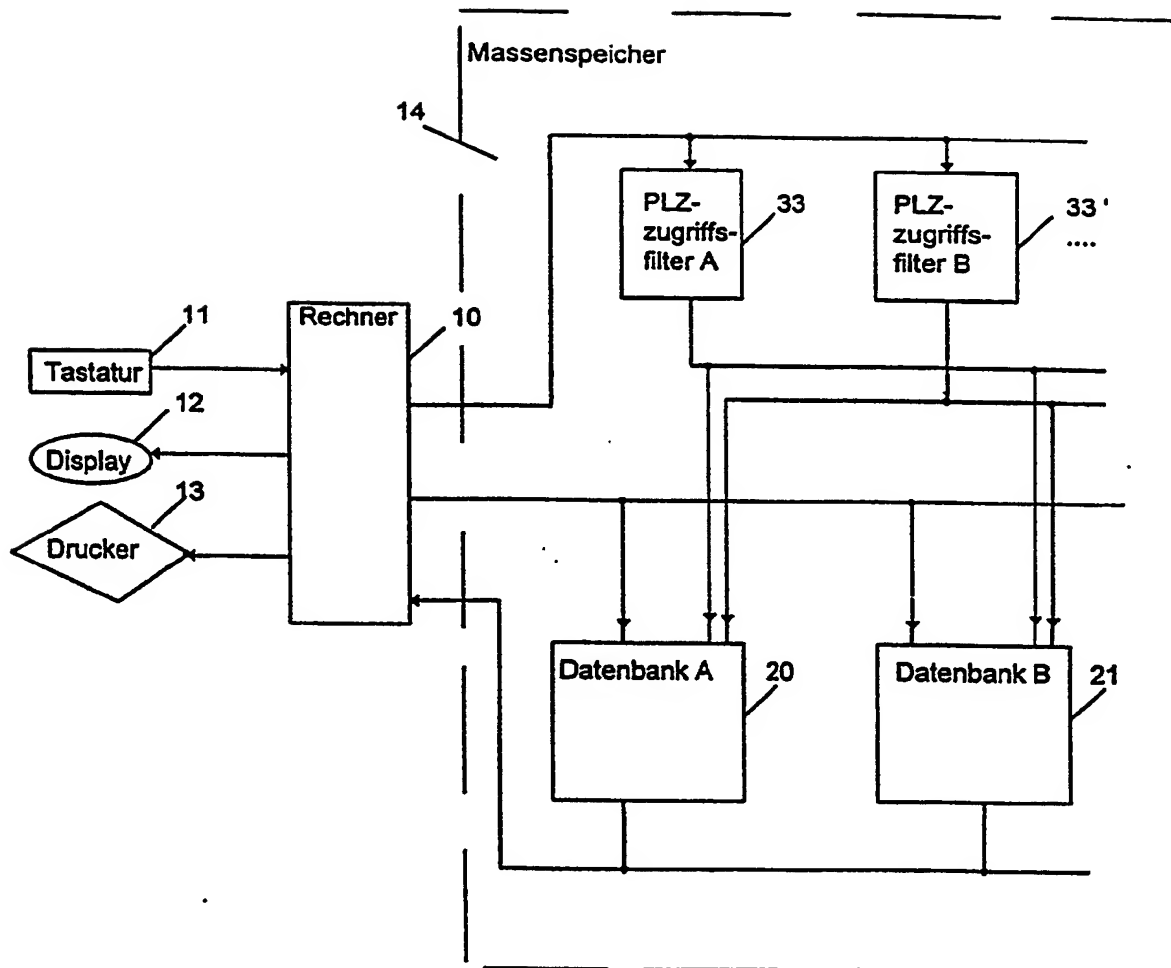 Massenspeicher
14
PLZ-
zugriffs-
filter A
33
PLZ-
zugriffs-
filter B
33 '
....
11
Rechner
10
Tastatur
12
Display
13
Drucker
Datenbank A
20
Datenbank B
21